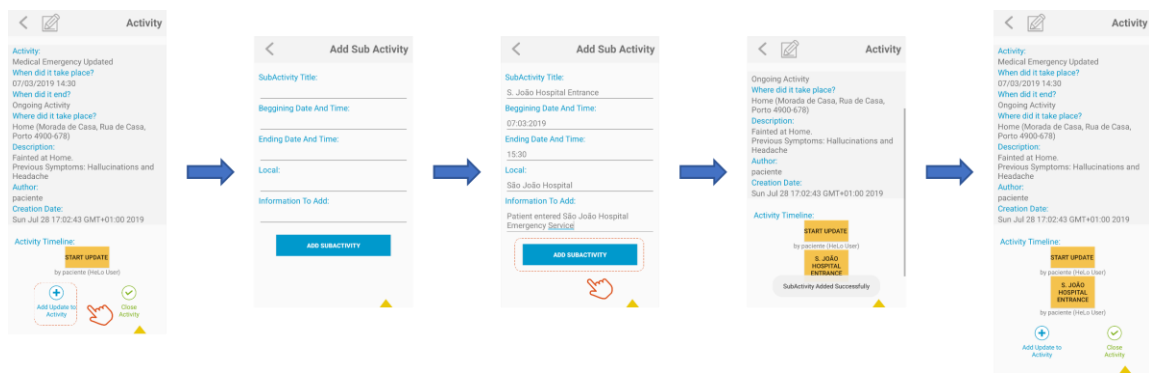 Activity
Activity:
Medical Emergency Updated
When did it take place?
07/03/2019 14:30
When did it end?
Ongoing Activity
Where did it take place?
Home (Morada de Casa, Rua de Casa,
Porto 4900-678)
Description:
Fainted at Home.
Previous Symptoms: Hallucinations and
Headache
Author:
paciente
Creation Date:
Sun Jul 28 17:02:43 GMT+01:00 2019
Activity Timeline:
START UPDATE
by paciente (HeLo User)
Add Update to
Activity
Close
Activity
Add Sub Activity
SubActivity Title:
Beggining Date And Time:
Ending Date And Time:
Local:
Information To Add:
ADD SUBACTIVITY
Add Sub Activity
SubActivity Title:
S. João Hospital Entrance
Beggining Date And Time:
07:03:2019
Ending Date And Time:
15:30
Local:
São João Hospital
Information To Add:
Patient entered São João Hospital
Emergency Service
ADD SUBACTIVITY
Activity
Ongoing Activity
Where did it take place?
Home (Morada de Casa, Rua de Casa,
Porto 4900-678)
Description:
Fainted at Home.
Previous Symptoms: Hallucinations and
Headache
Author:
paciente
Creation Date:
Sun Jul 28 17:02:43 GMT+01:00 2019
Activity Timeline:
START UPDATE
by paciente (HeLo User)
S. JOÃO
HOSPITAL
ENTRANCE
SubActivity Added Successfully
Activity
Activity:
Medical Emergency Updated
When did it take place?
07/03/2019 14:30
When did it end?
Ongoing Activity
Where did it take place?
Home (Morada de Casa, Rua de Casa,
Porto 4900-678)
Description:
Fainted at Home.
Previous Symptoms: Hallucinations and
Headache
Author:
paciente
Creation Date:
Sun Jul 28 17:02:43 GMT+01:00 2019
Activity Timeline:
START UPDATE
by paciente (HeLo User)
S. JOÃO
HOSPITAL
ENTRANCE
by paciente (HeLo User)
Add Update to
Activity
Close
Activity